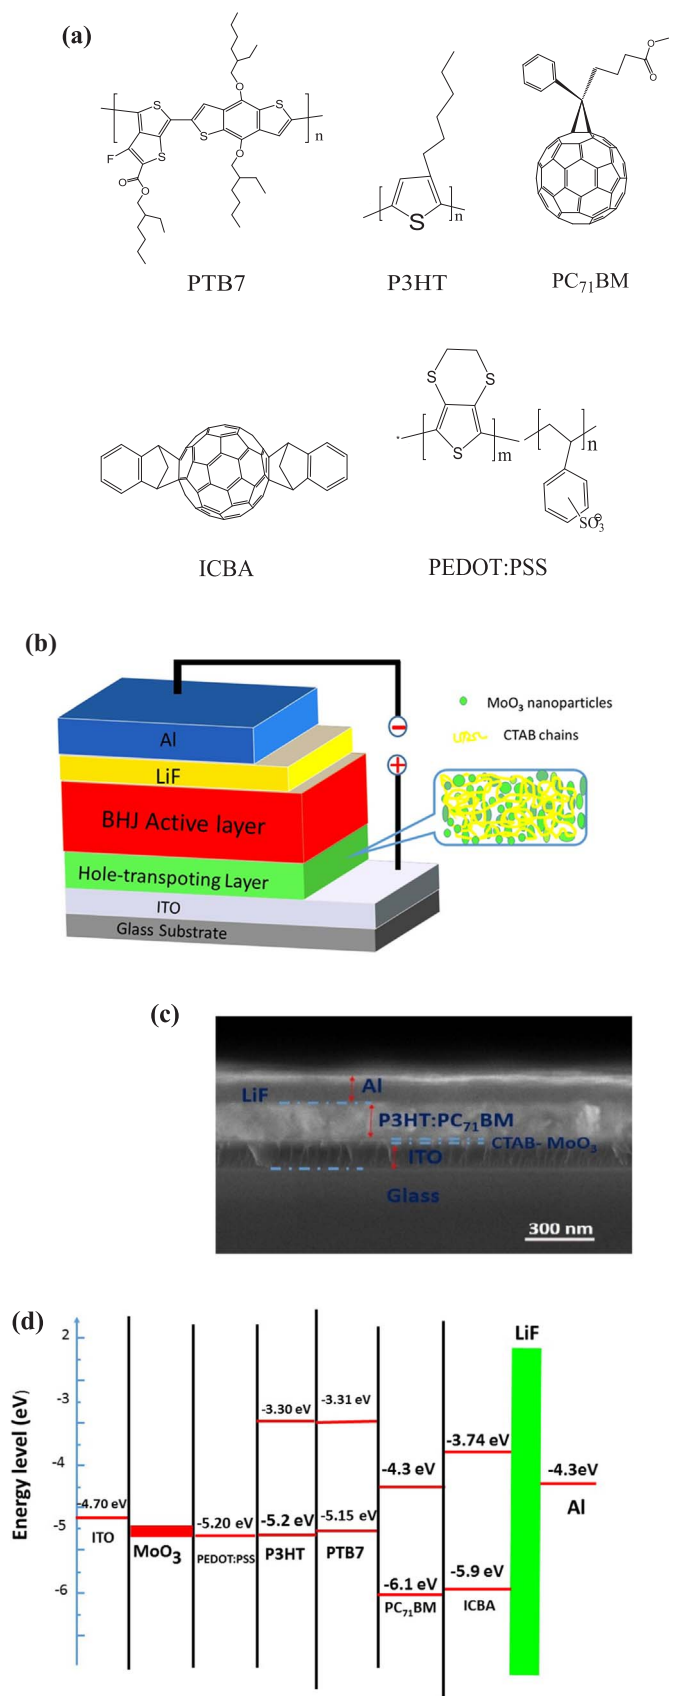 (a)
S
S
O
S
S
n
F
S
O
O
O
S
n
O
O
PTB7
P3HT
PC₇₁BM
S
S
S
m
n
SO₃⊖
ICBA
PEDOT:PSS
(b)
Al
LiF
BHJ Active layer
Hole-transpoting Layer
ITO
Glass Substrate
MoO₃ nanoparticles
CTAB chains
(c)
Al
LiF
P3HT:PC₇₁BM
CTAB- MoO₃
ITO
Glass
300 nm
(d)
Energy level (eV)
2
-3
-4
-5
-6
-4.70 eV
ITO
MoO₃
-5.20 eV
PEDOT:PSS
-3.30 eV
-5.2 eV
P3HT
-3.31 eV
-5.15 eV
PTB7
-4.3 eV
-6.1 eV
PC₇₁BM
-3.74 eV
-5.9 eV
ICBA
LiF
-4.3eV
Al